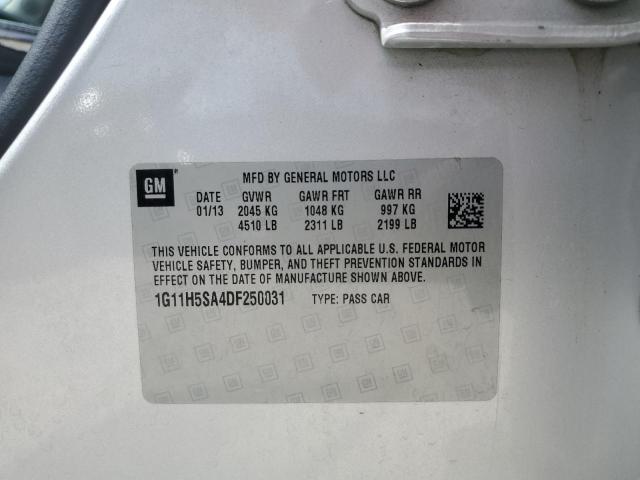 GM
MFD BY GENERAL MOTORS LLC
DATE GVWR GAWR FRT GAWR RR
01/13 2045 KG 1048 KG 997 KG
4510 LB 2311 LB 2199 LB
THIS VEHICLE CONFORMS TO ALL APPLICABLE U.S. FEDERAL MOTOR
VEHICLE SAFETY, BUMPER, AND THEFT PREVENTION STANDARDS IN
EFFECT ON THE DATE OF MANUFACTURE SHOWN ABOVE.
1G11H5SA4DF250031 TYPE: PASS CAR